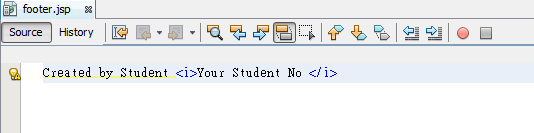 footer.jsp
Source History
Created by Student <i>Your Student No </i>